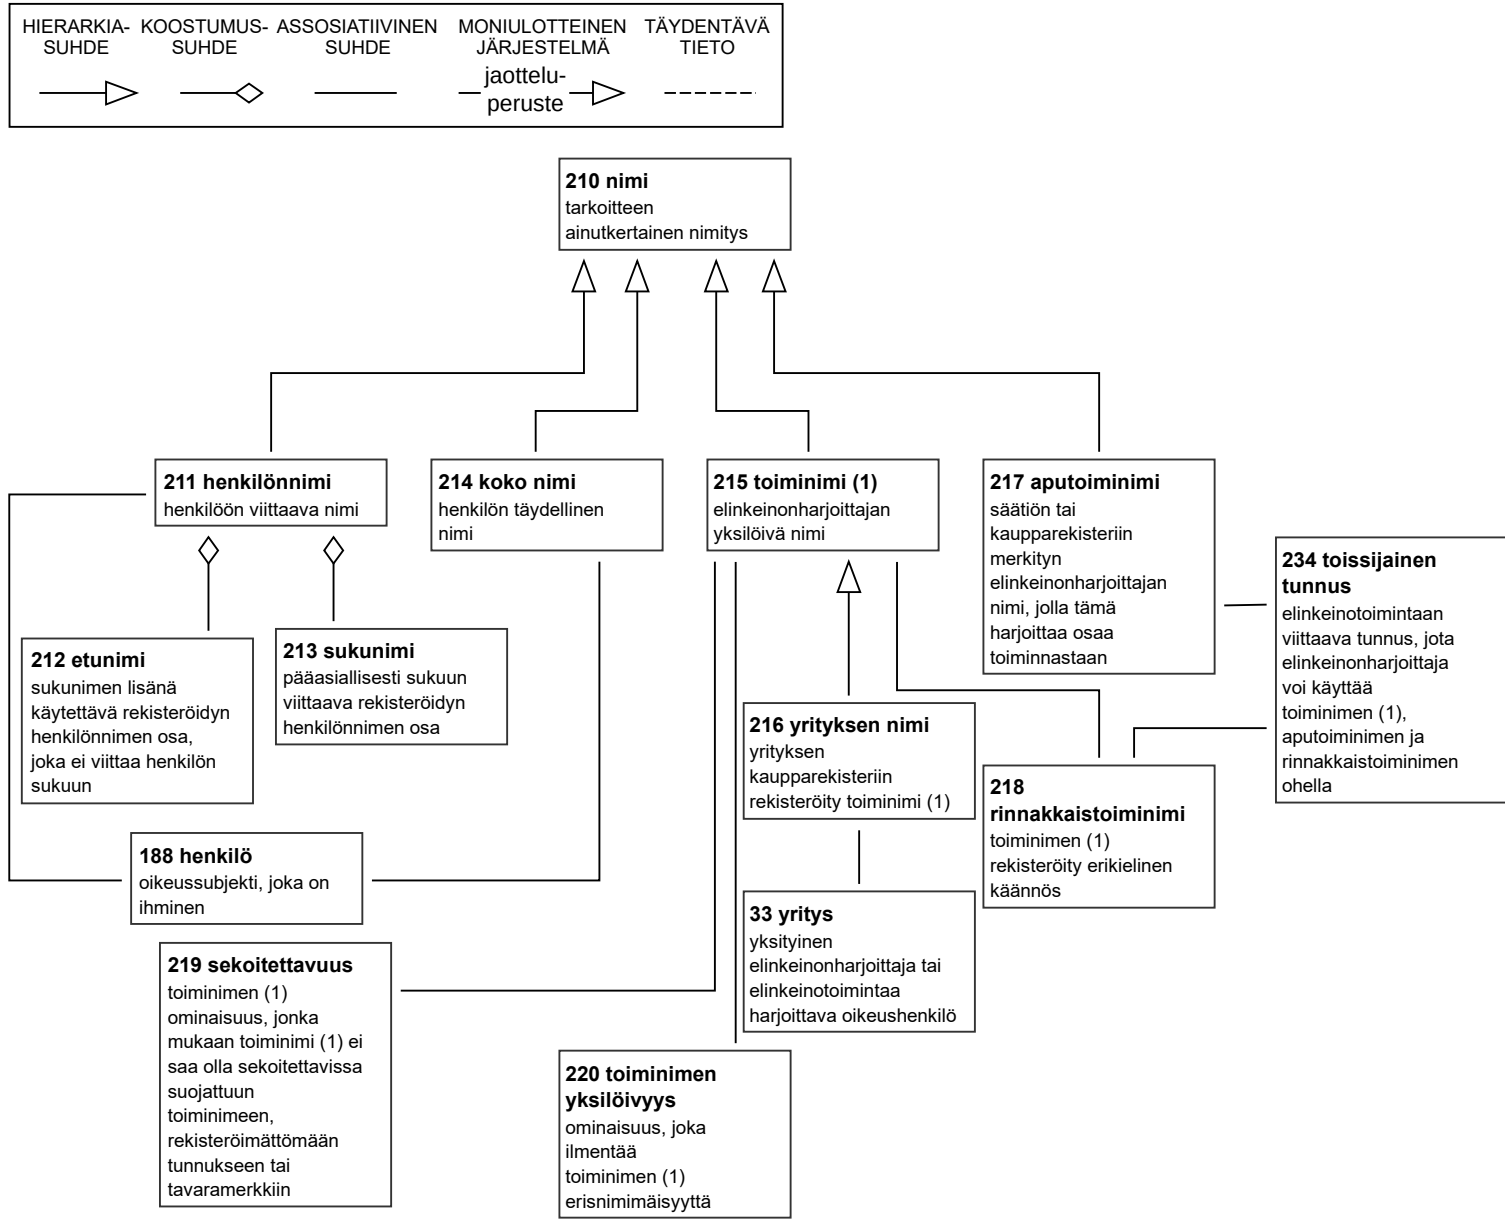 HIERARKIA-
SUHDE
KOOSTUMUS-
SUHDE
ASSOSIATIIVINEN
SUHDE
MONIULOTTEINEN
JÄRJESTELMÄ
TÄYDENTÄVÄ
TIETO
jaottelu-
peruste
210 nimi
tarkoitteen
ainutkertainen nimitys
211 henkilönnimi
henkilöön viittaava nimi
214 koko nimi
henkilön täydellinen
nimi
215 toiminimi (1)
elinkeinonharjoittajan
yksilöivä nimi
217 aputoiminimi
säätiön tai
kaupparekisteriin
merkityn
elinkeinonharjoittajan
nimi, jolla tämä
harjoittaa osaa
toiminnastaan
234 toissijainen
tunnus
elinkeinotoimintaan
viittaava tunnus, jota
elinkeinonharjoittaja
voi käyttää
toiminimen (1),
aputoiminimen ja
rinnakkaistoiminimen
ohella
212 etunimi
sukunimen lisänä
käytettävä rekisteröidyn
henkilönnimen osa,
joka ei viittaa henkilön
sukuun
213 sukunimi
pääasiallisesti sukuun
viittaava rekisteröidyn
henkilönnimen osa
216 yrityksen nimi
yrityksen
kaupparekisteriin
rekisteröity toiminimi (1)
218
rinnakkaistoiminimi
toiminimen (1)
rekisteröity erikielinen
käännös
188 henkilö
oikeussubjekti, joka on
ihminen
33 yritys
yksityinen
elinkeinonharjoittaja tai
elinkeinotoimintaa
harjoittava oikeushenkilö
219 sekoitettavuus
toiminimen (1)
ominaisuus, jonka
mukaan toiminimi (1) ei
saa olla sekoitettavissa
suojattuun
toiminimeen,
rekisteröimättömään
tunnukseen tai
tavaramerkkiin
220 toiminimen
yksilöivyys
ominaisuus, joka
ilmentää
toiminimen (1)
erisnimimäisyyttä